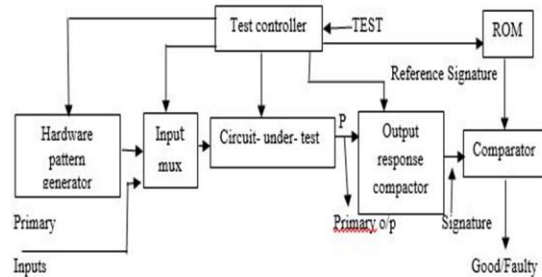 Test controller
TEST
ROM
Reference Signature
Hardware
pattern
generator
Input
mux
Circuit- under- test
P
Output
response
compactor
Comparator
Primary
Inputs
Primary o/p
Signature
Good/Faulty